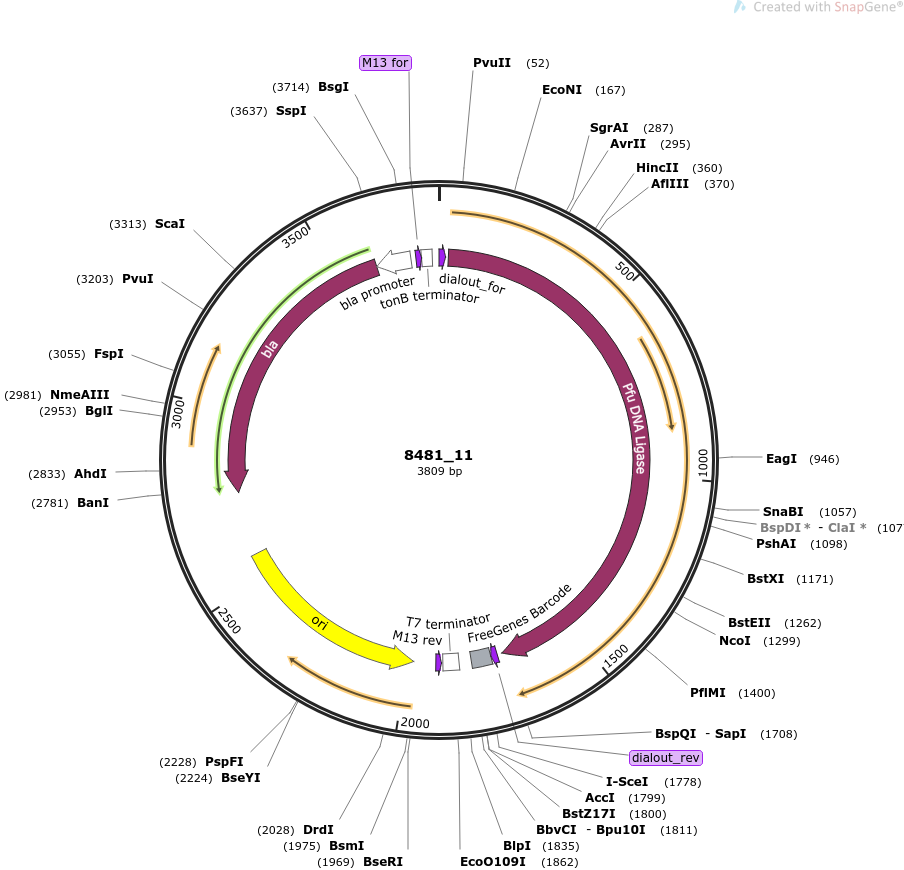 Created with SnapGene®
M13 for
PvuII (52)
(3714) BsgI
EcoNI (167)
(3637) SspI
SgrAI (287)
AvrII (295)
HincII (360)
AflIII (370)
(3313) ScaI
3500
500
(3203) PvuI
bla promoter
dialout_for
tonB terminator
bla
(3055) FspI
Pfu DNA Ligase
(2981) NmeAIII
(2953) BglI
3000
8481_11
3809 bp
EagI (946)
1000
(2833) AhdI
(2781) BanI
SnaBI (1057)
BspDI * - ClaI * (107
PshAI (1098)
BstXI (1171)
BstEII (1262)
NcoI (1299)
2500
ori
T7 terminator
M13 rev
FreeGenes Barcode
1500
PflMI (1400)
2000
BspQI - SapI (1708)
dialout_rev
(2228) PspFI
(2224) BseYI
I-SceI (1778)
AccI (1799)
BstZ17I (1800)
(2028) DrdI
BbvCI - Bpu10I (1811)
(1975) BsmI
BlpI (1835)
(1969) BseRI
EcoO109I (1862)